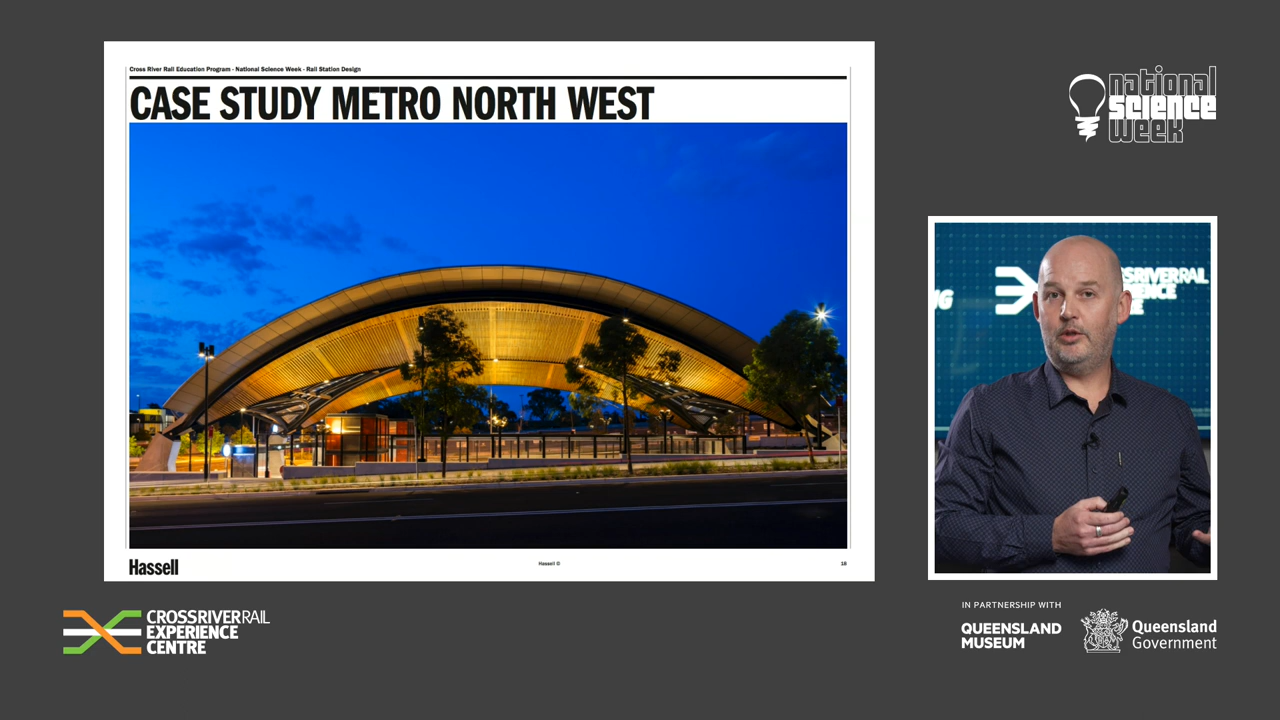 Cross River Rail Education Program - National Science Week - Rail Station Design
CASE STUDY METRO NORTH WEST
Hassell
Hassell ©
18
national
science
week
CROSSRIVERRAIL
EXPERIENCE
CENTRE
IN PARTNERSHIP WITH
QUEENSLAND
MUSEUM
Queensland
Government